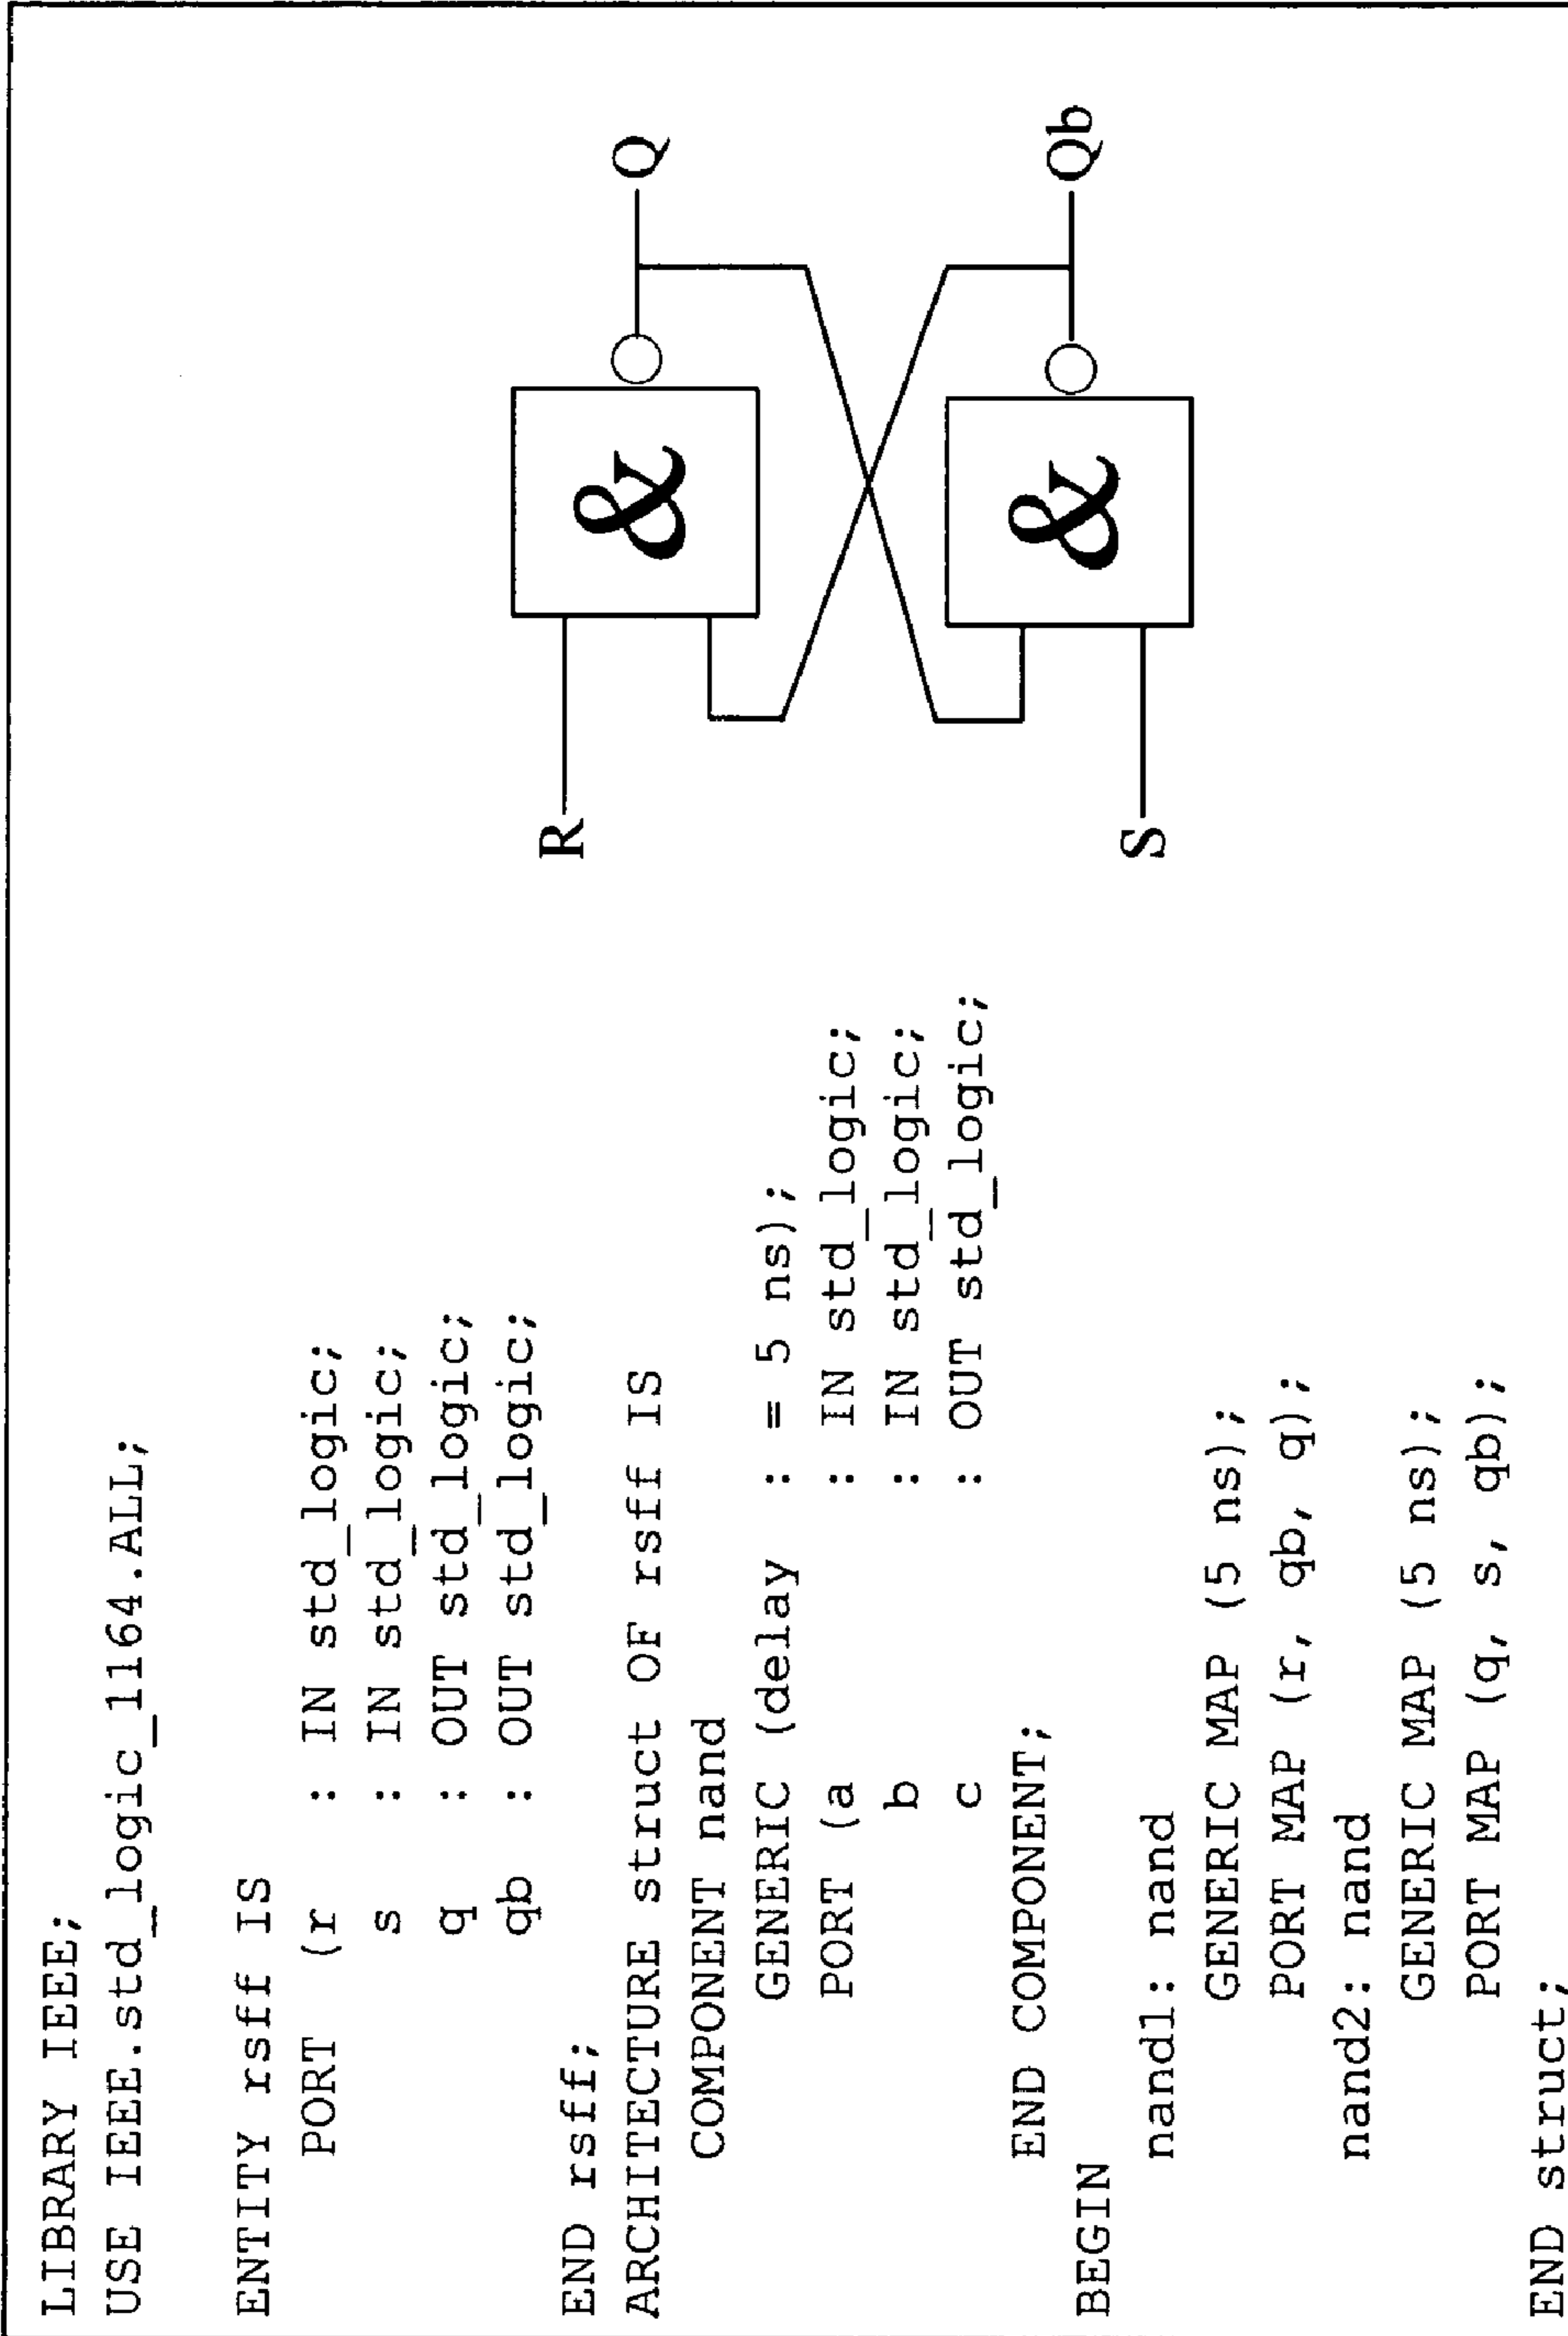 LIBRARY IEEE;
USE IEEE.std_logic_1164.ALL;
ENTITY rsff IS
PORT (r : IN std_logic;
s : IN std_logic;
q : OUT std_logic;
qb : OUT std_logic;
END rsff;
ARCHITECTURE struct OF rsff IS
COMPONENT nand
GENERIC (delay : = 5 ns);
PORT (a : IN std_logic;
b : IN std_logic;
c : OUT std_logic;
END COMPONENT;
BEGIN
nand1: nand
GENERIC MAP (5 ns);
PORT MAP (r, qb, q);
nand2: nand
GENERIC MAP (5 ns);
PORT MAP (q, s, qb);
END struct;
R
&
Q
S
&
Qb